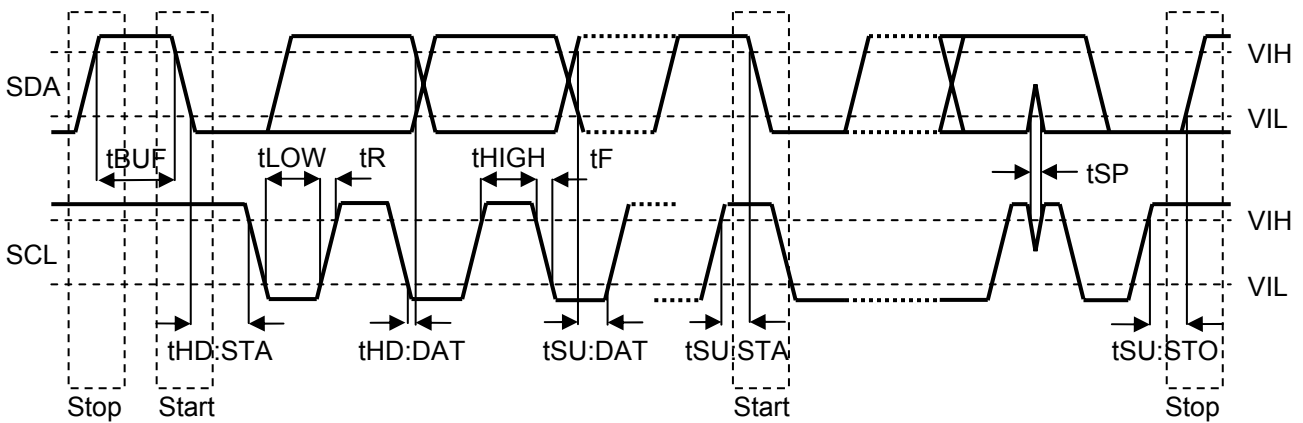 SDA
VIH
VIL
tBUF
tLOW
tR
tHIGH
tF
tSP
SCL
VIH
VIL
tHD:STA
tHD:DAT
tSU:DAT
tSU:STA
tSU:STO
Stop
Start
Start
Stop